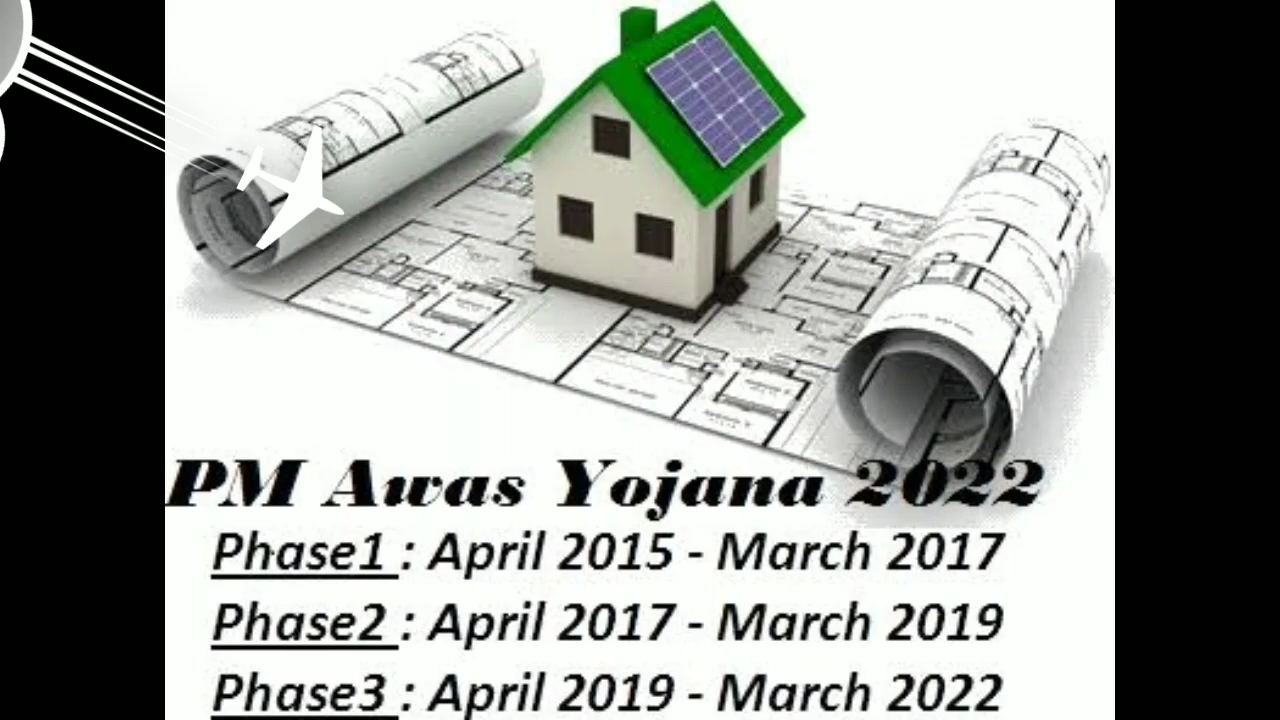 PM Awas Yojana 2022
Phase1 : April 2015 - March 2017
Phase2 : April 2017 - March 2019
Phase3 : April 2019 - March 2022